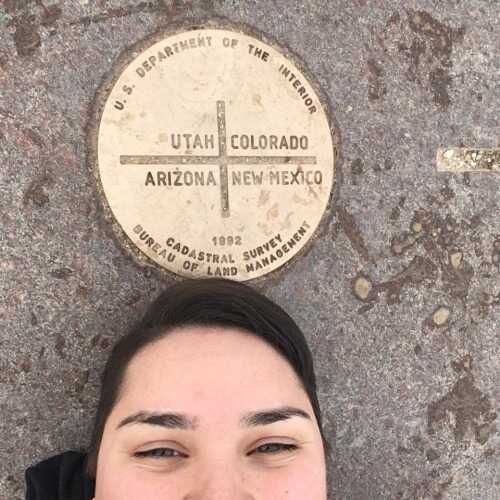 U.S. DEPARTMENT OF THE INTERIOR
UTAH COLORADO
ARIZONA NEW MEXICO
1992
CADASTRAL SURVEY
BUREAU OF LAND MANAGEMENT